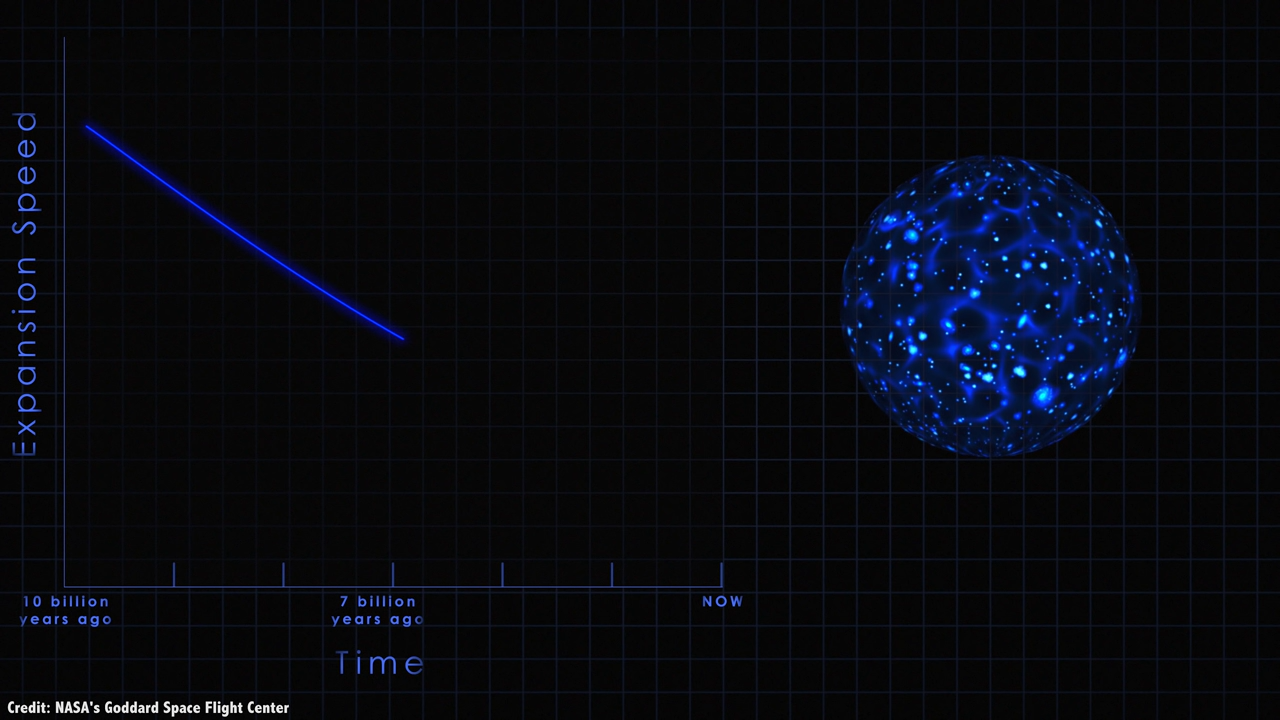 Expansion Speed
10 billion
years ago
7 billion
years ago
NOW
Time
Credit: NASA's Goddard Space Flight Center